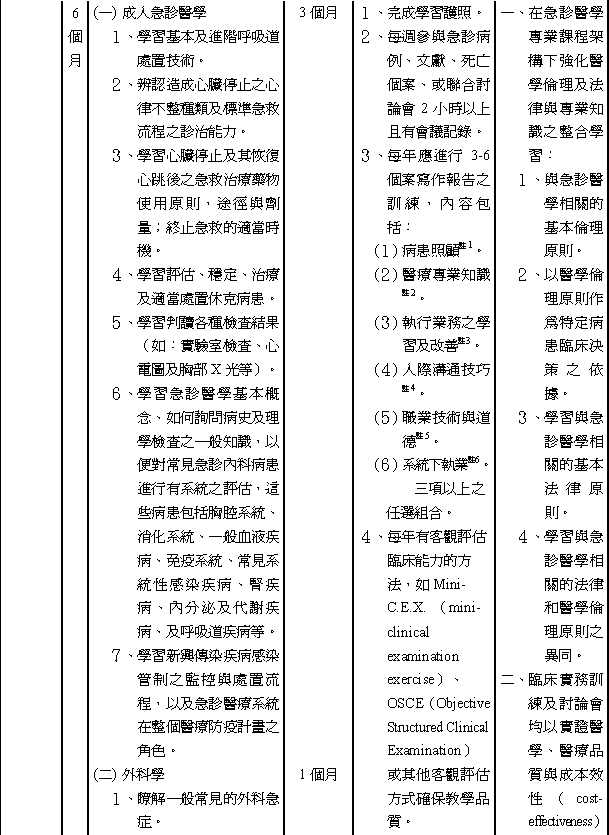 6
個
月
(一) 成人急診醫學
1、學習基本及進階呼吸道
處置技術。
2、辨認造成心臟停止之心
律不整種類及標準急救
流程之診治能力。
3、學習心臟停止及其恢復
心跳後之急救治療藥物
使用原則，途徑與劑
量；終止急救的適當時
機。
4、學習評估、穩定、治療
及適當處置休克病患。
5、學習判讀各種檢查結果
（如：實驗室檢查、心
電圖及胸部 X 光等）。
6、學習急診醫學基本概
念、如何詢問病史及理
學檢查之一般知識，以
便對常見急診內科病患
進行有系統之評估，這
些病患包括胸腔系統、
消化系統、一般血液疾
病、免疫系統、常見系
統性感染疾病、腎疾
病、內分泌及代謝疾
病、及呼吸道疾病等。
7、學習新興傳染疾病感染
管制之監控與處置流
程，以及急診醫療系統
在整個醫療防疫計畫之
角色。
(二) 外科學
1、瞭解一般常見的外科急
症。
3 個月
1 個月
1、完成學習護照。
2、每週參與急診病
例、文獻、死亡
個案、或聯合討
論會 2 小時以上
且有會議記錄。
3、每年應進行 3-6
個案寫作報告之
訓練，內容包
括：
(1) 病患照顧註1。
(2) 醫療專業知識
註2。
(3) 執行業務之學
習及改善註3。
(4) 人際溝通技巧
註4。
(5) 職業技術與道
德註5。
(6) 系統下執業註6。
三項以上之
任選組合。
4、每年有客觀評估
臨床能力的方
法，如 Mini-
C.E.X. （mini-
clinical
examination
exercise）、
OSCE（Objective
Structured Clinical
Examination）
或其他客觀評估
方式確保教學品
質。
一、在急診醫學
專業課程架
構下強化醫
學倫理及法
律與專業知
識之整合學
習：
1、與急診醫
學相關的
基本倫理
原則。
2、以醫學倫
理原則作
為特定病
患臨床決
策之依
據。
3、學習與急
診醫學相
關的基本
法律原
則。
4、學習與急
診醫學相
關的法律
和醫學倫
理原則之
異同。
二、臨床實務訓
練及討論會
均以實證醫
學、醫療品
質與成本效
性（cost-
effectiveness）